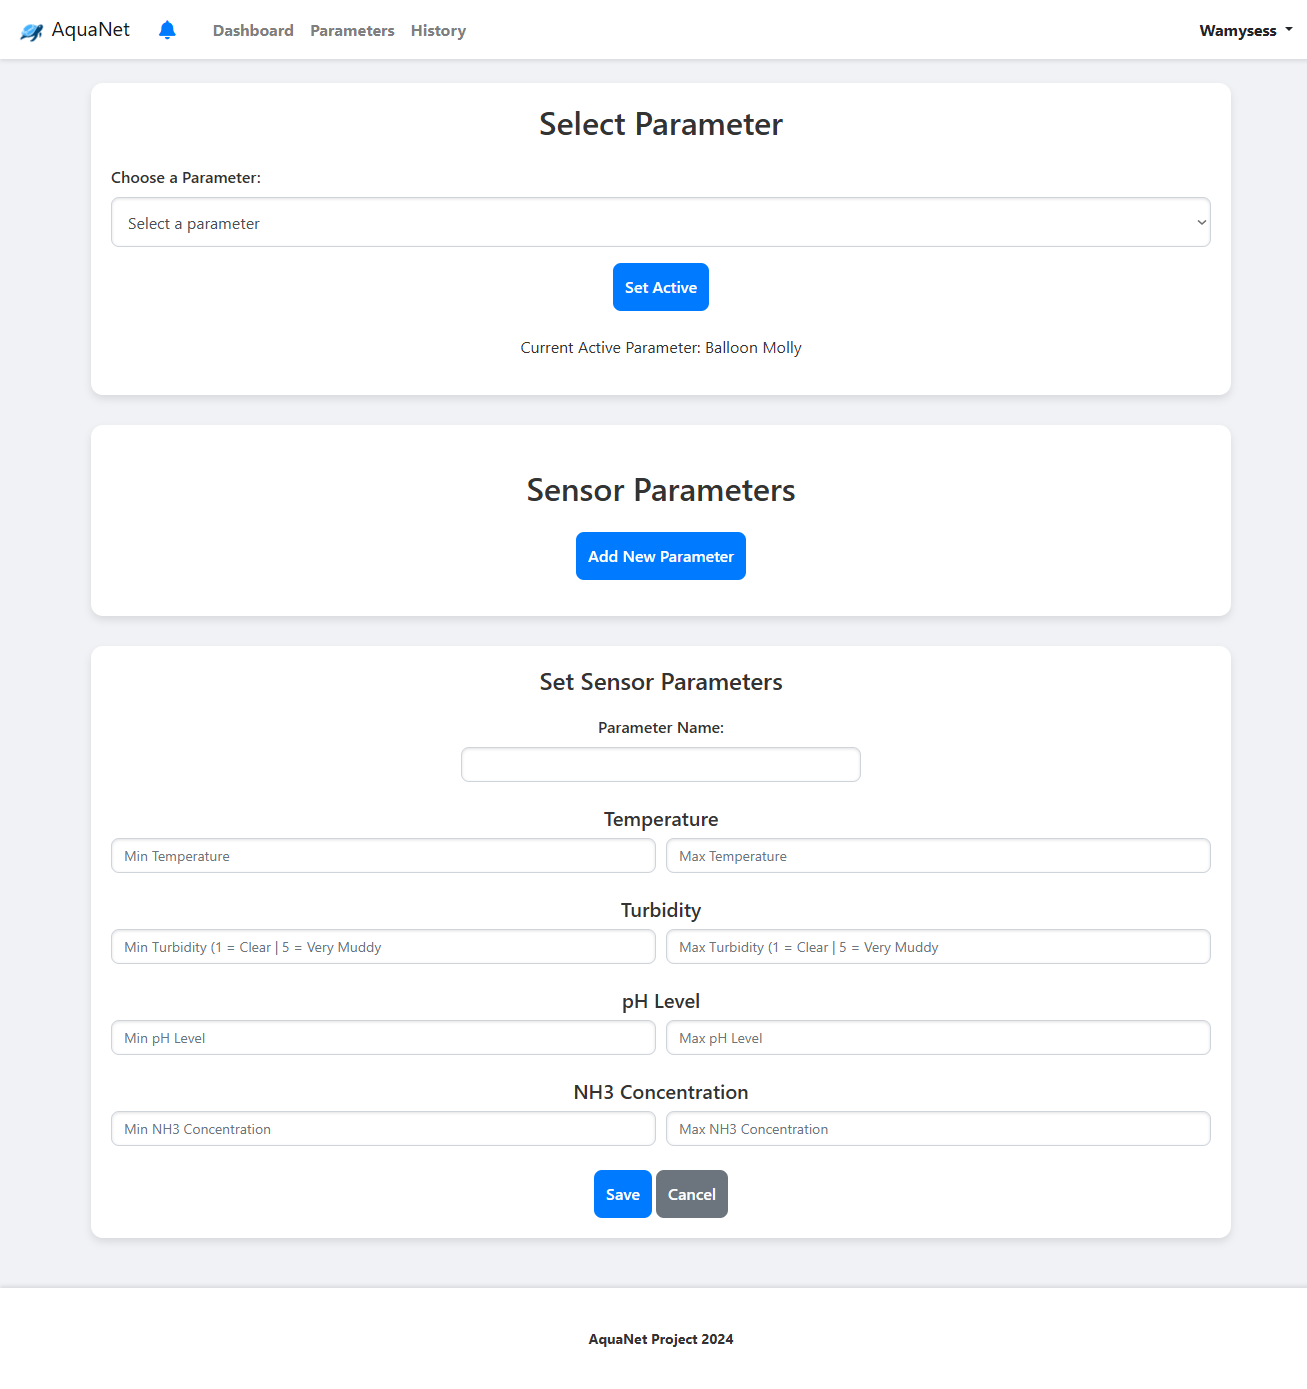 AquaNet Dashboard Parameters History Wamysess
Select Parameter
Choose a Parameter:
Select a parameter
Set Active
Current Active Parameter: Balloon Molly
Sensor Parameters
Add New Parameter
Set Sensor Parameters
Parameter Name:
Temperature
Min Temperature Max Temperature
Turbidity
Min Turbidity (1 = Clear | 5 = Very Muddy Max Turbidity (1 = Clear | 5 = Very Muddy
pH Level
Min pH Level Max pH Level
NH3 Concentration
Min NH3 Concentration Max NH3 Concentration
Save Cancel
AquaNet Project 2024